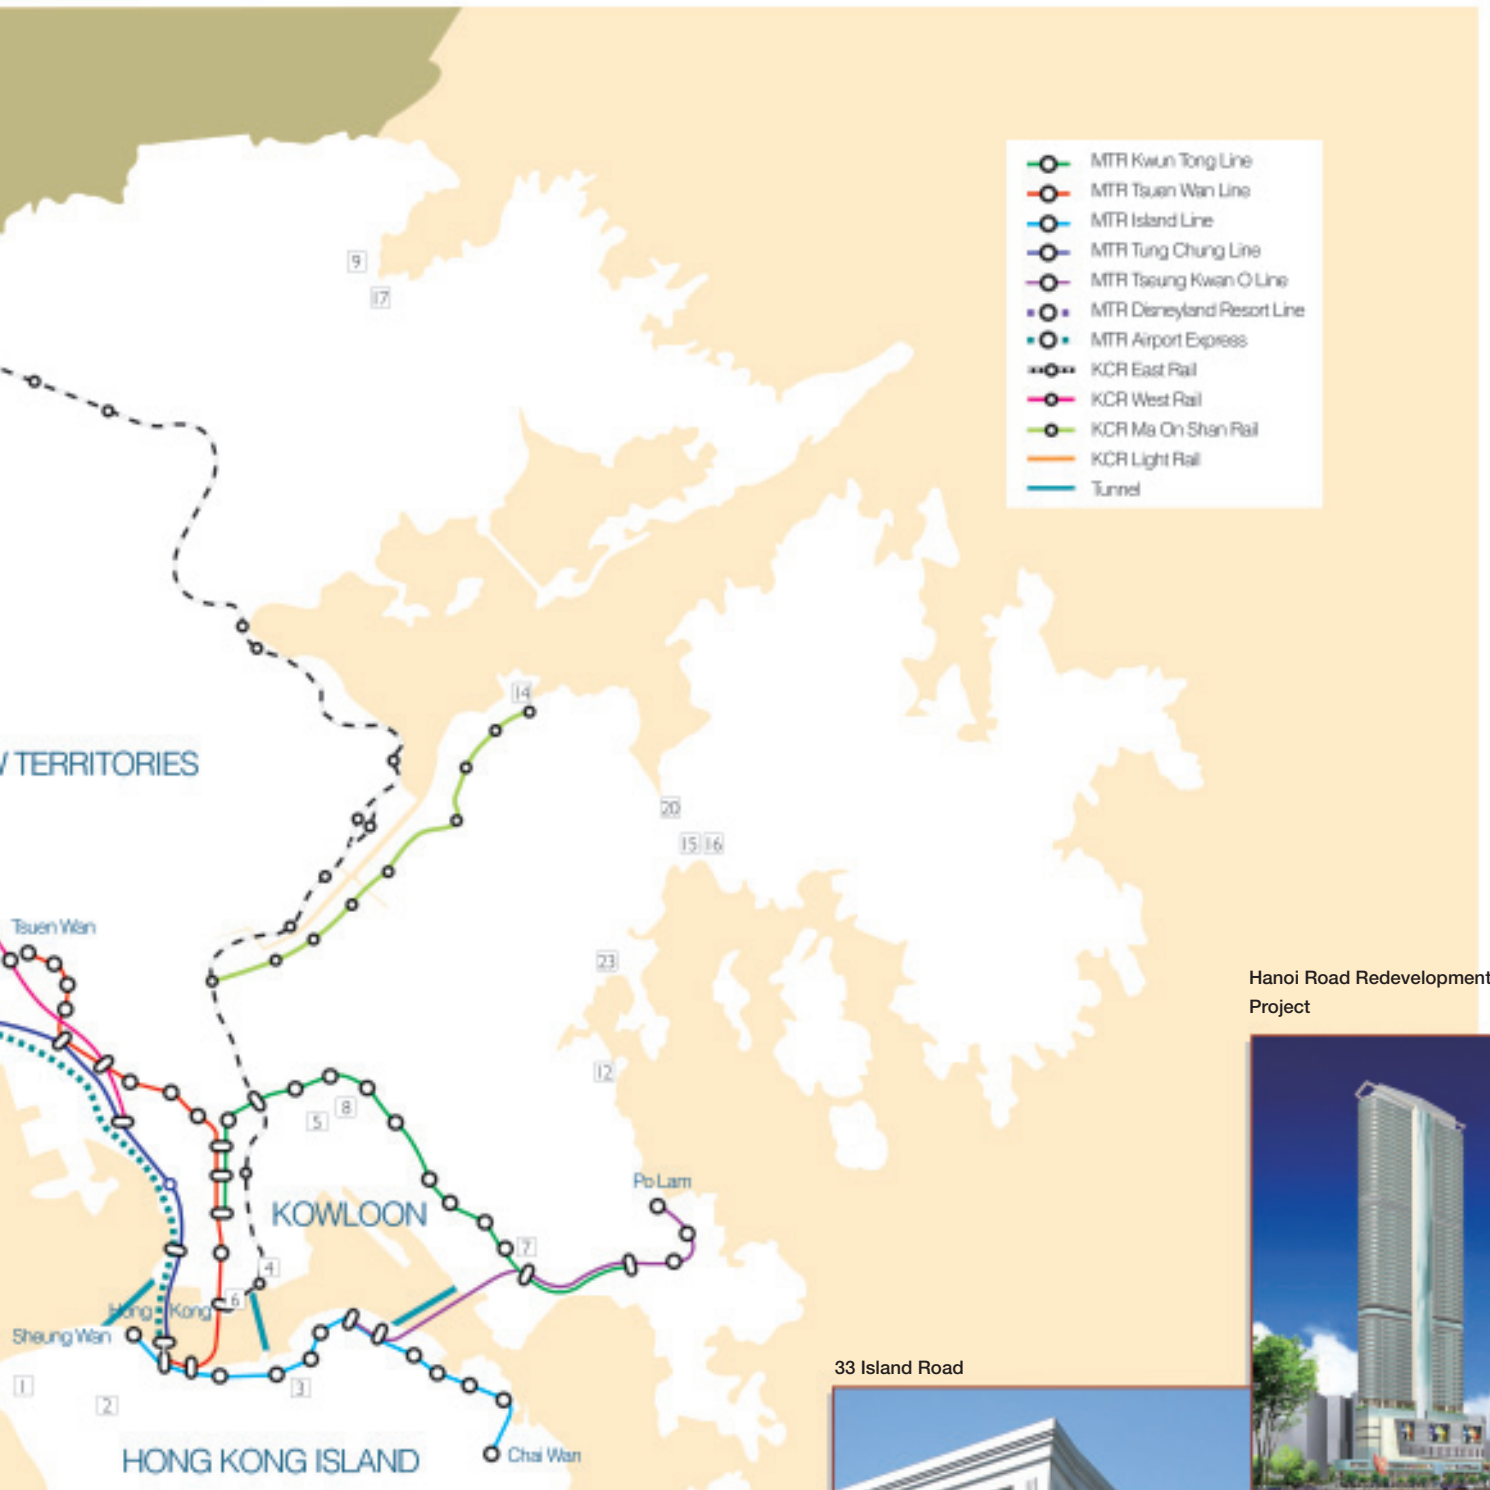 MTR Kwun Tong Line
MTR Tsuen Wan Line
MTR Island Line
MTR Tung Chung Line
MTR Tseung Kwan O Line
MTR Disneyland Resort Line
MTR Airport Express
KCR East Rail
KCR West Rail
KCR Ma On Shan Rail
KCR Light Rail
Tunnel
9
17
14
W TERRITORIES
20
15 16
Tsuen Wan
23
Hanoi Road Redevelopment
Project
12
8
5
Po Lam
KOWLOON
7
4
6
Hong Kong
Sheung Wan
33 Island Road
1
3
2
HONG KONG ISLAND
Chai Wan